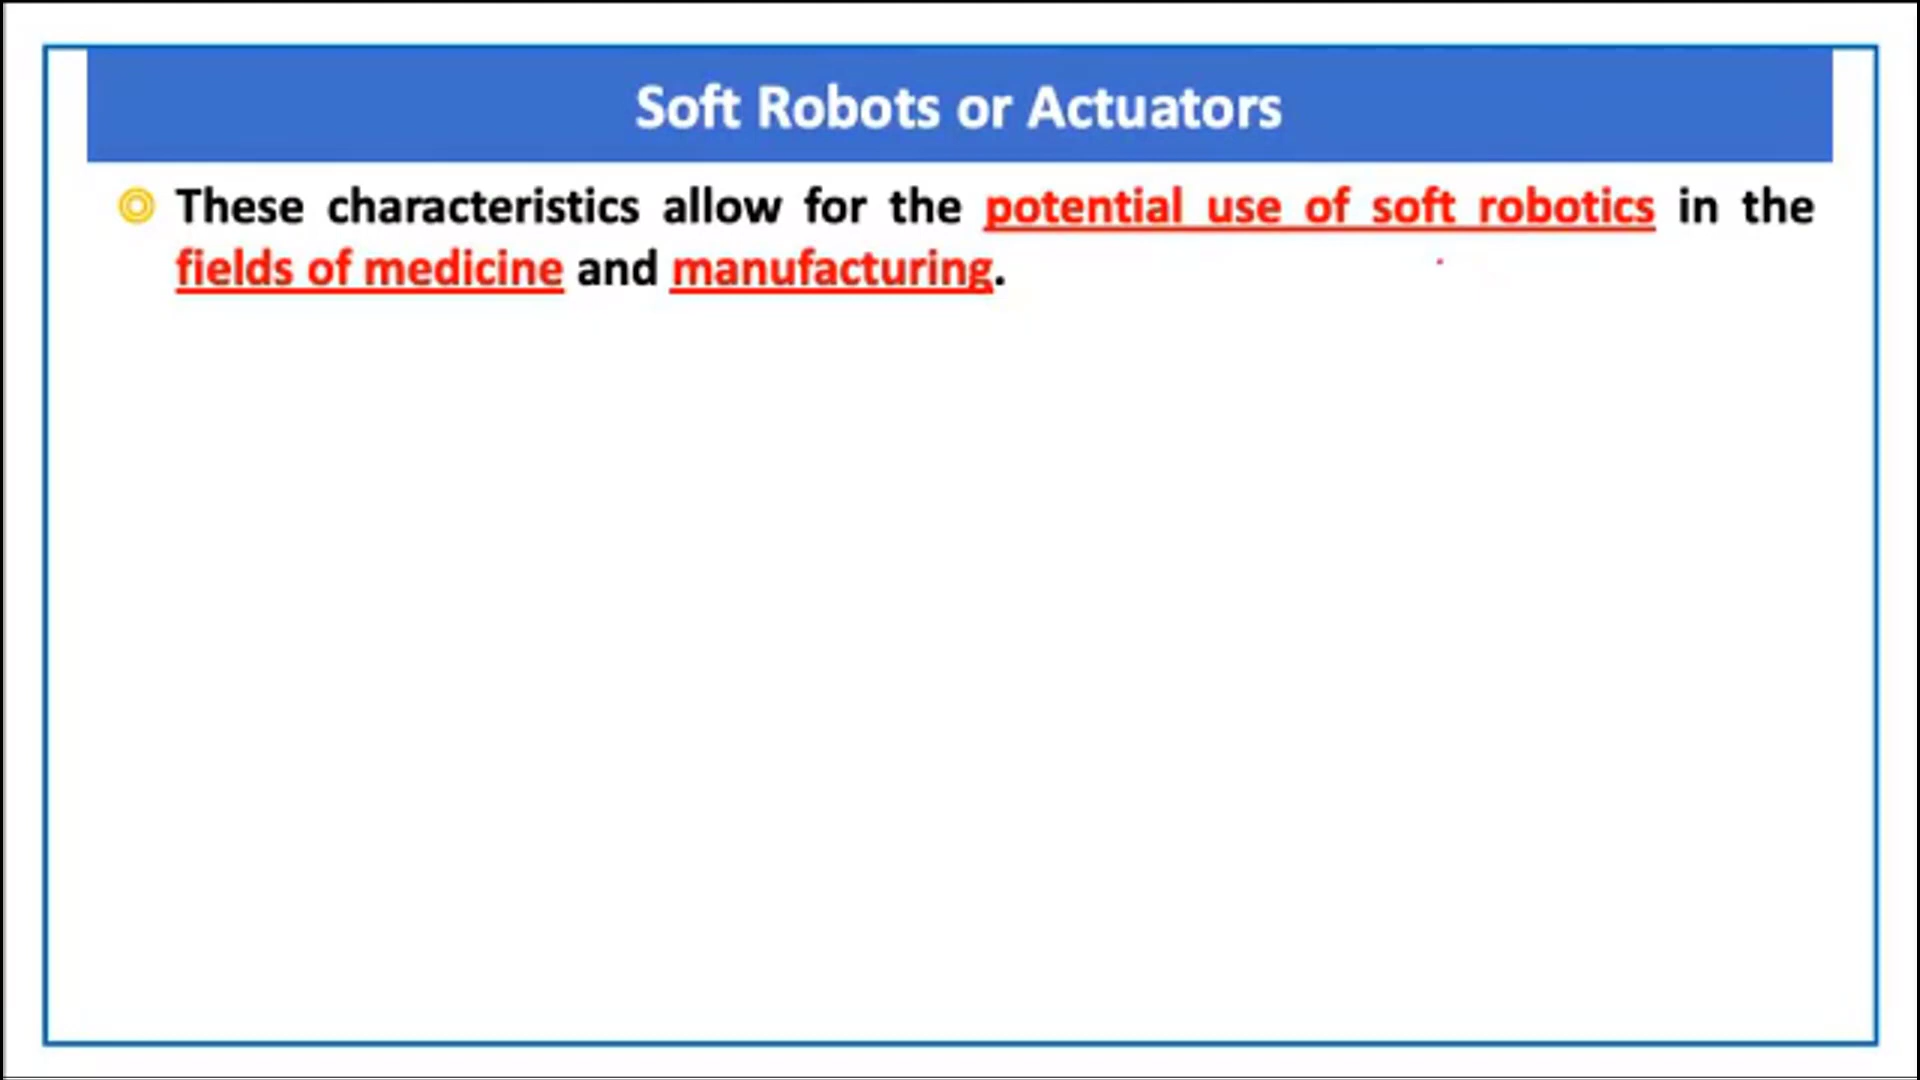 Soft Robots or Actuators
These characteristics allow for the potential use of soft robotics in the
fields of medicine and manufacturing.